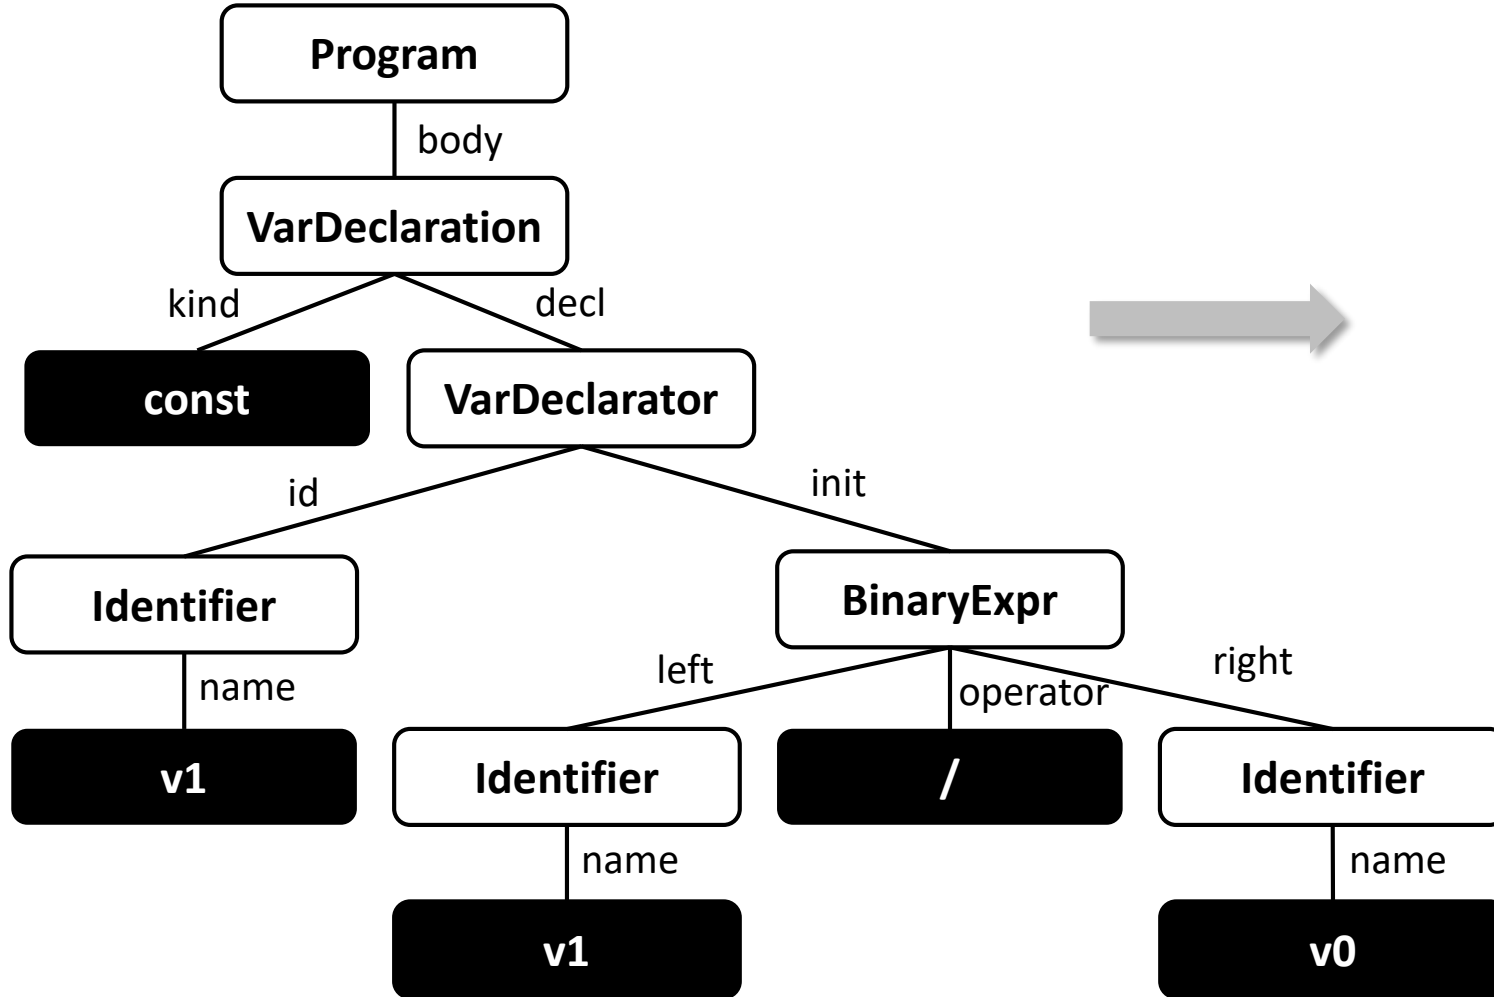 Program
body
VarDeclaration
kind
decl
const
VarDeclarator
id
init
Identifier
BinaryExpr
name
left
operator
right
v1
Identifier
/
Identifier
name
name
v1
v0